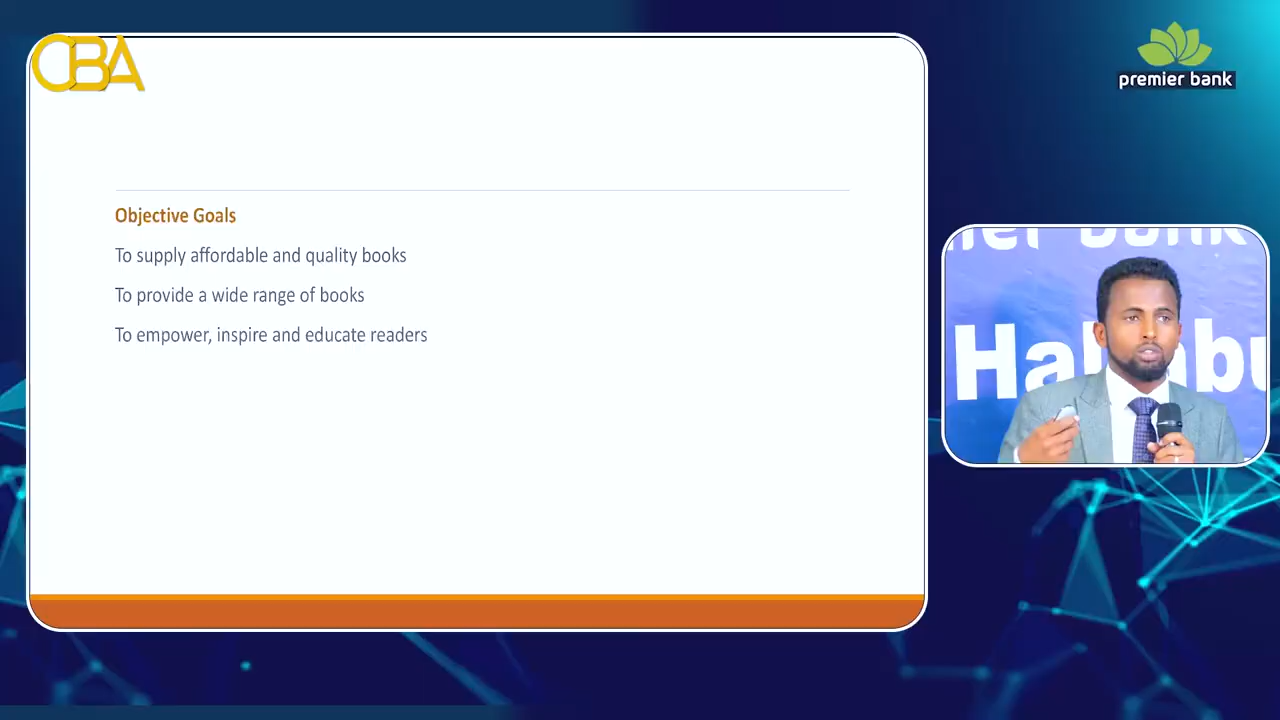 CBA
premier bank
Objective Goals
To supply affordable and quality books
To provide a wide range of books
To empower, inspire and educate readers